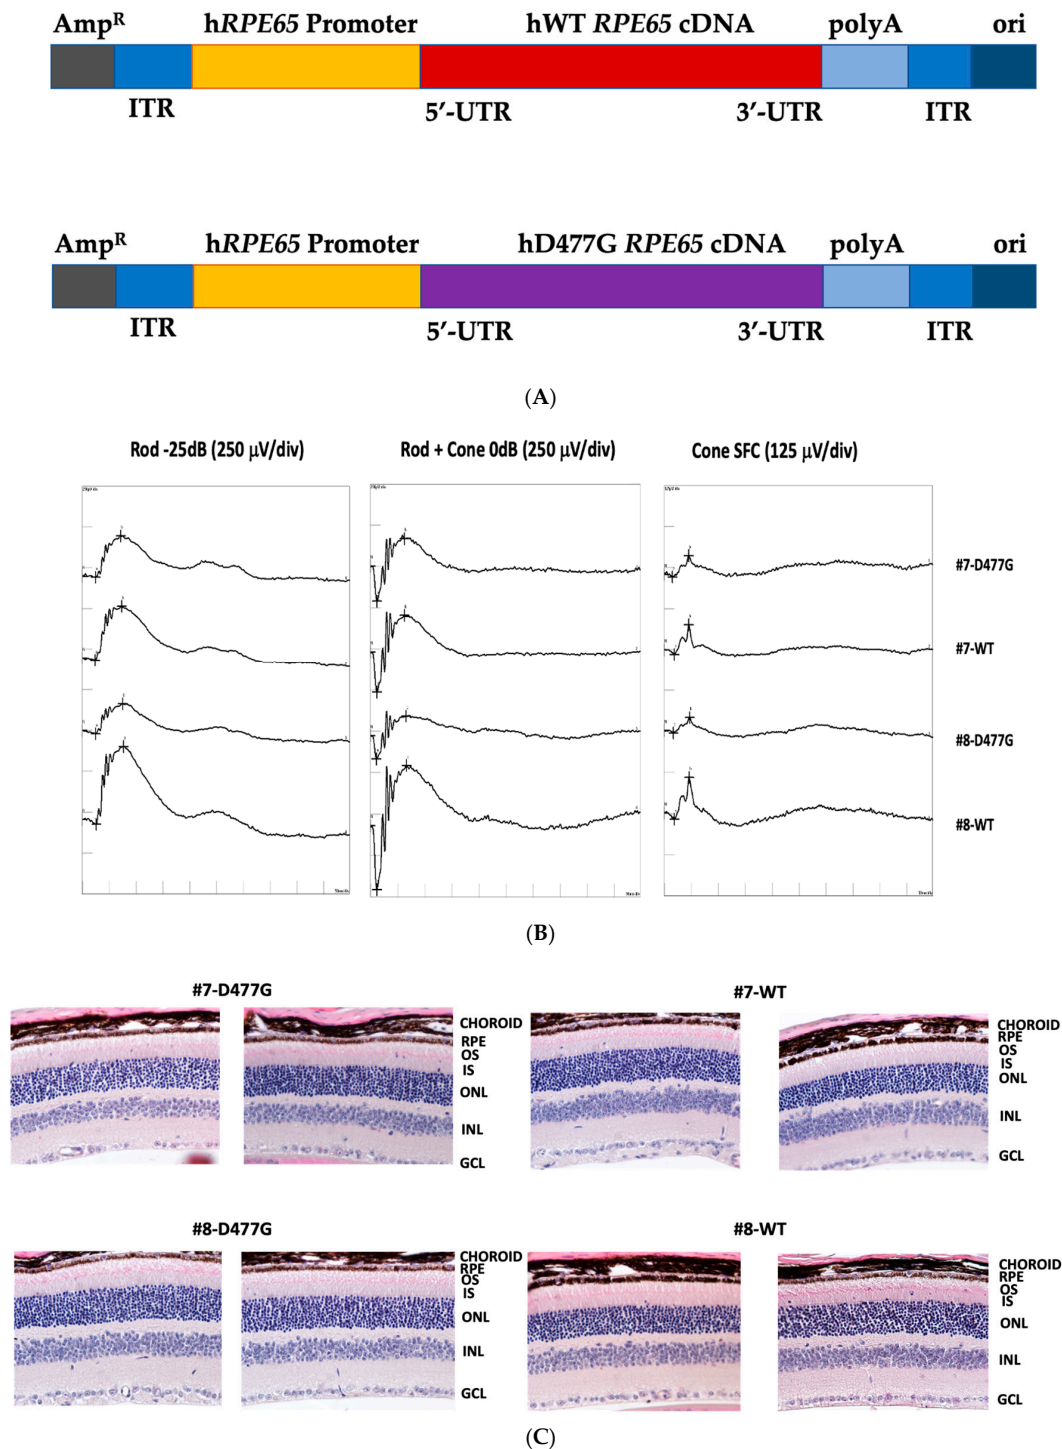 Amp^R hRPE65 Promoter hWT RPE65 cDNA polyA ori
ITR 5′-UTR 3′-UTR ITR
Amp^R hRPE65 Promoter hD477G RPE65 cDNA polyA ori
ITR 5′-UTR 3′-UTR ITR
(A)
Rod -25dB (250 µV/div) Rod + Cone 0dB (250 µV/div) Cone SFC (125 µV/div)
#7-D477G
#7-WT
#8-D477G
#8-WT
(B)
#7-D477G #7-WT
CHOROID
RPE
OS
IS
ONL
INL
GCL
CHOROID
RPE
OS
IS
ONL
INL
GCL
#8-D477G #8-WT
CHOROID
RPE
OS
IS
ONL
INL
GCL
CHOROID
RPE
OS
IS
ONL
INL
GCL
(C)